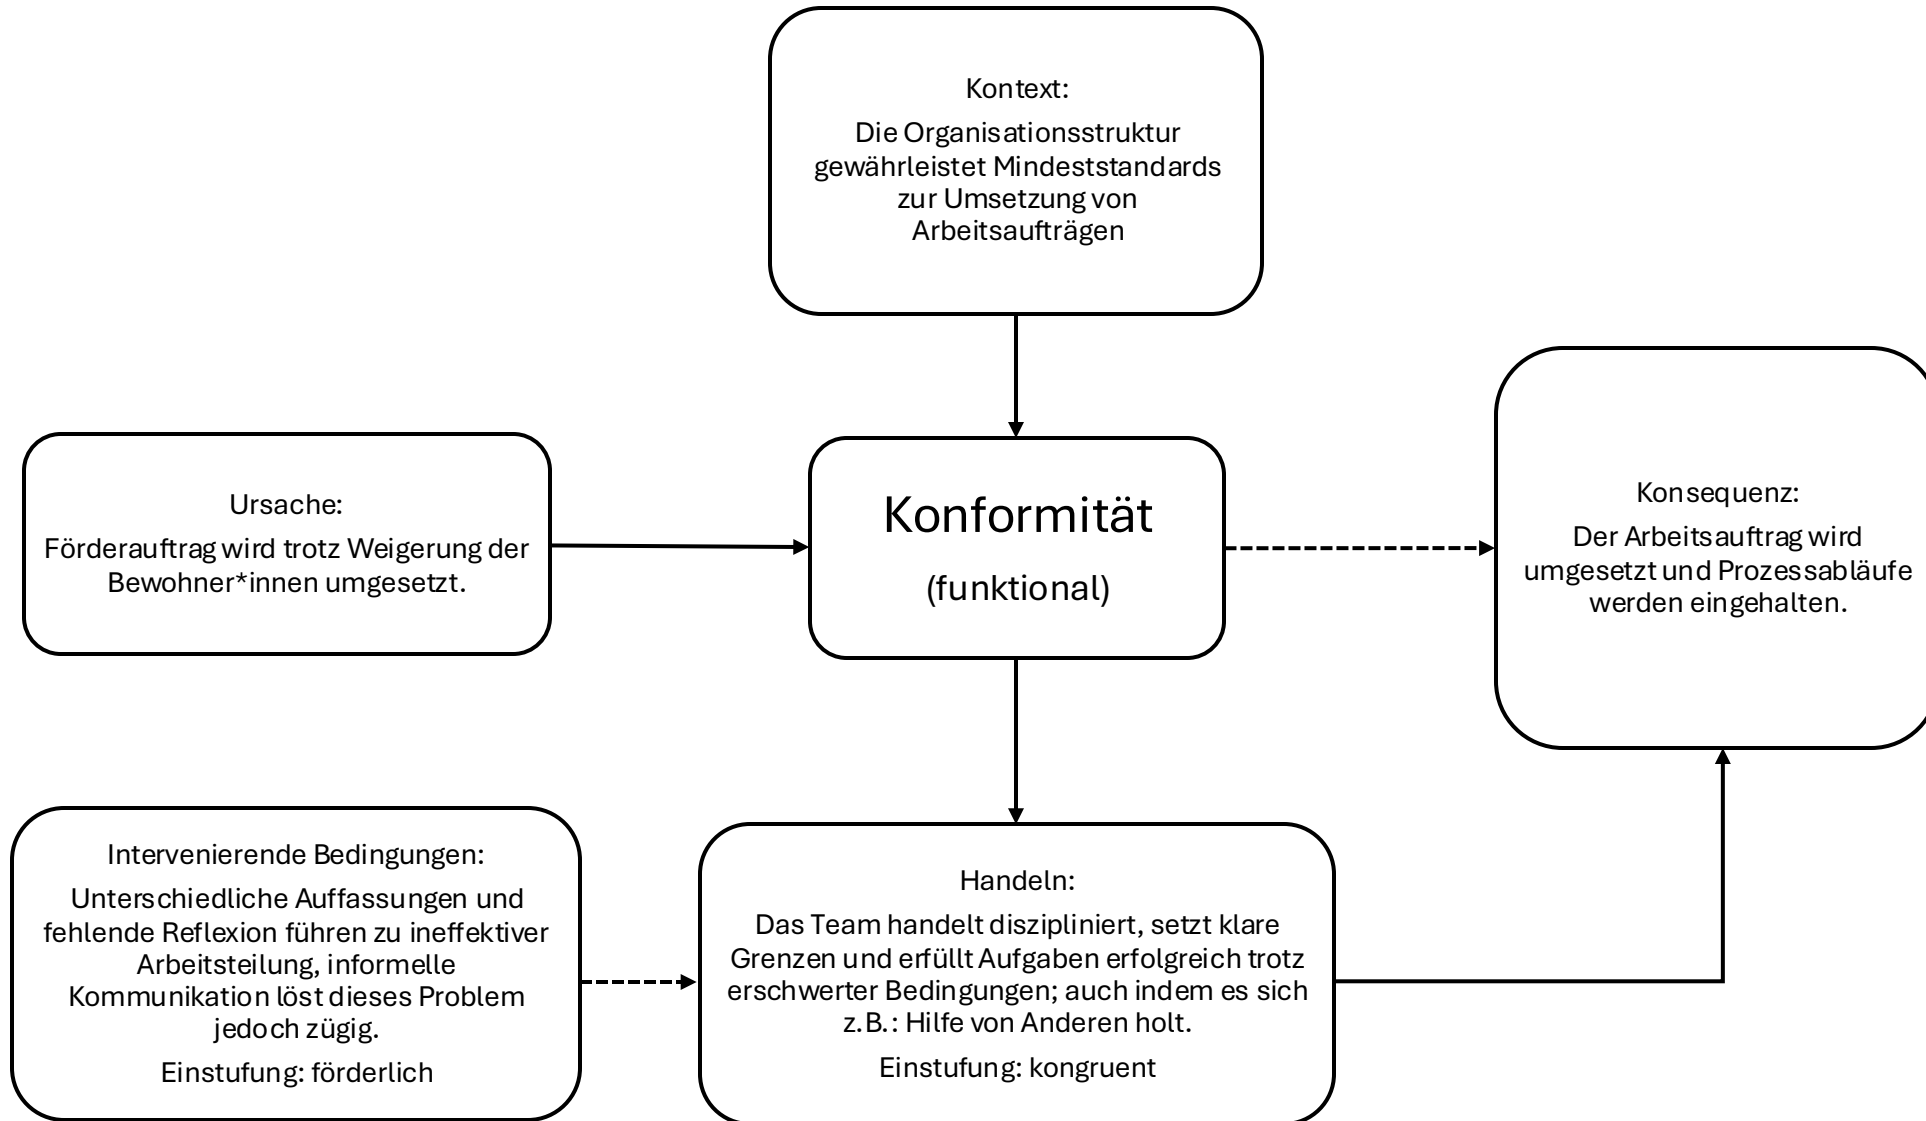 Kontext:
Die Organisationsstruktur
gewährleistet Mindeststandards
zur Umsetzung von
Arbeitsaufträgen
Ursache:
Förderauftrag wird trotz Weigerung der
Bewohner*innen umgesetzt.
Konformität
(funktional)
Konsequenz:
Der Arbeitsauftrag wird
umgesetzt und Prozessabläufe
werden eingehalten.
Intervenierende Bedingungen:
Unterschiedliche Auffassungen und
fehlende Reflexion führen zu ineffektiver
Arbeitsteilung, informelle
Kommunikation löst dieses Problem
jedoch zügig.
Einstufung: förderlich
Handeln:
Das Team handelt diszipliniert, setzt klare
Grenzen und erfüllt Aufgaben erfolgreich trotz
erschwerter Bedingungen; auch indem es sich
z.B.: Hilfe von Anderen holt.
Einstufung: kongruent